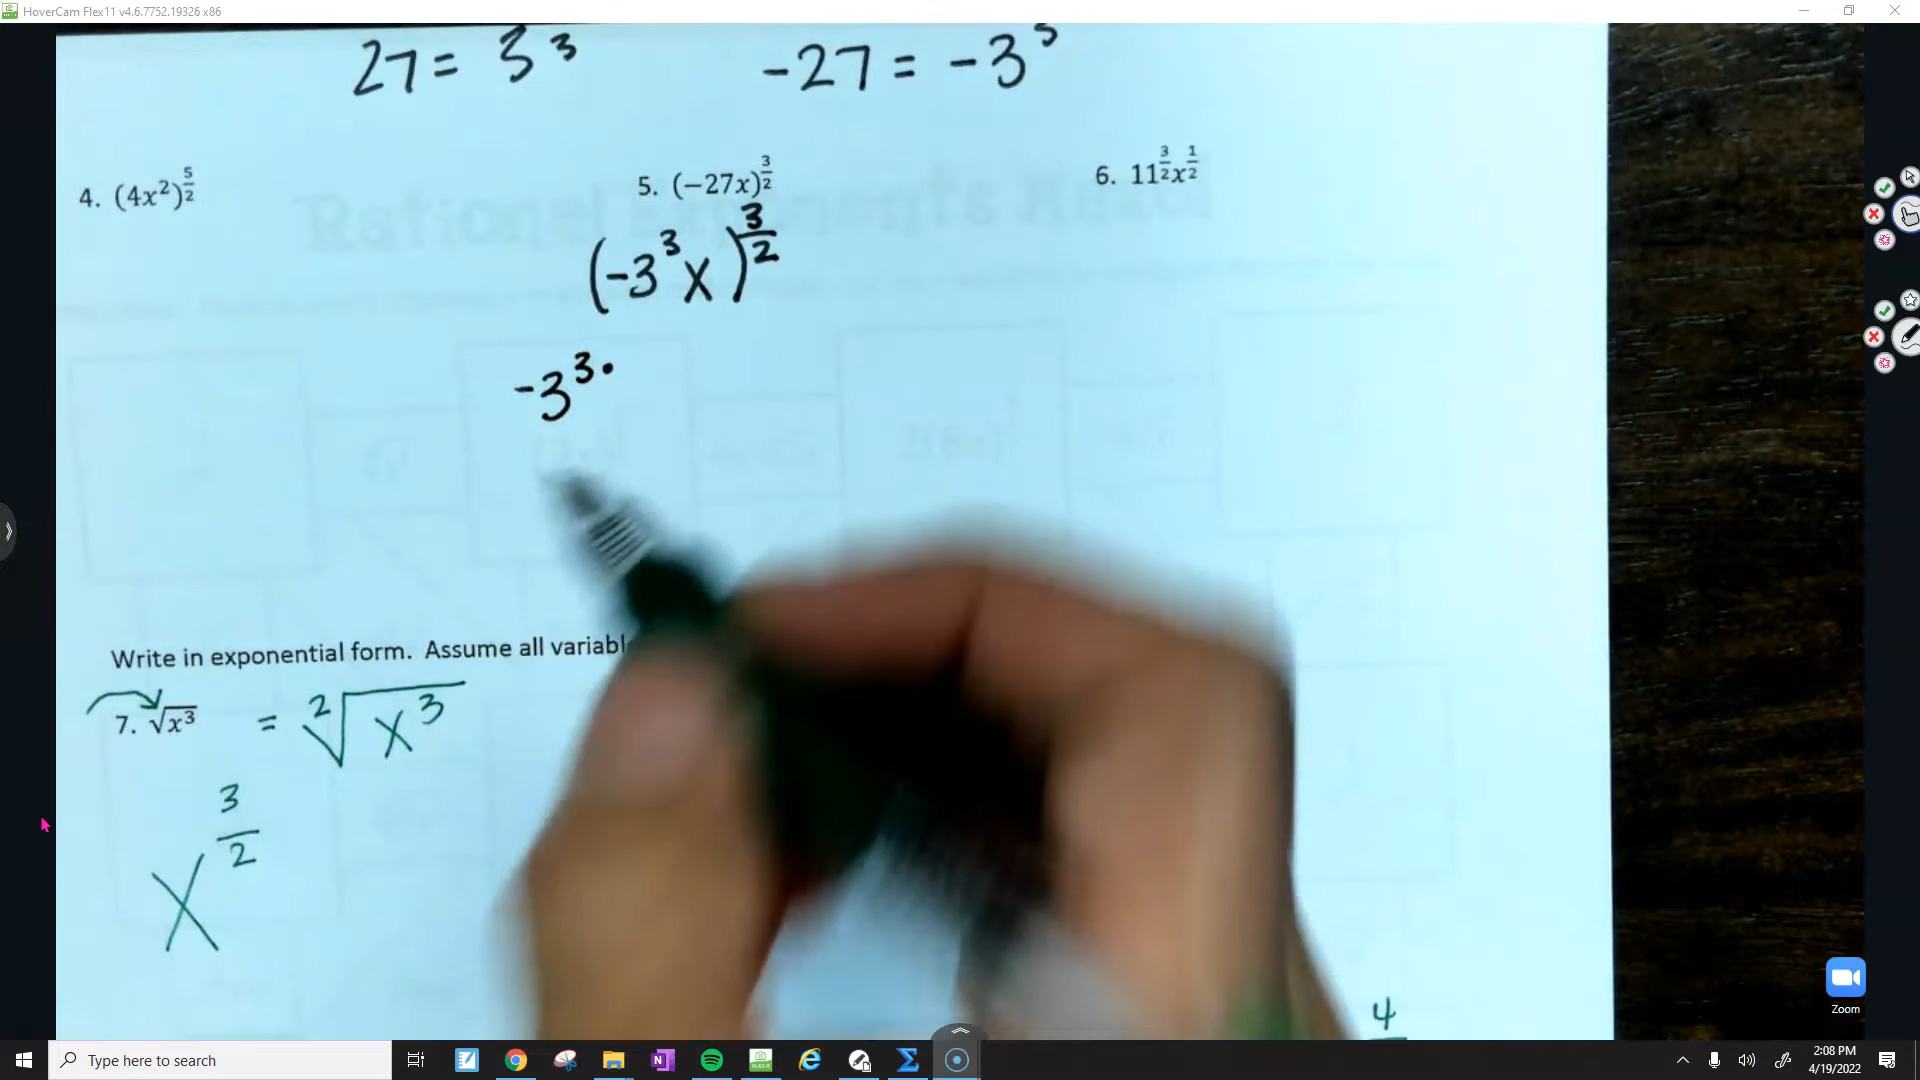 HoverCam Flex11 v4.6.7752.19326 x86
27 = 3³
-27 = -3³
4. (4x²)^(5/2)
5. (−27x)^(3/2)
6. 11^(3/2)x^(1/2)
(-3³x)^(3/2)
-3³·
Write in exponential form. Assume all
7. √x³ = ²√x³
x^(3/2)
4
Zoom
Type here to search
2:08 PM
4/19/2022